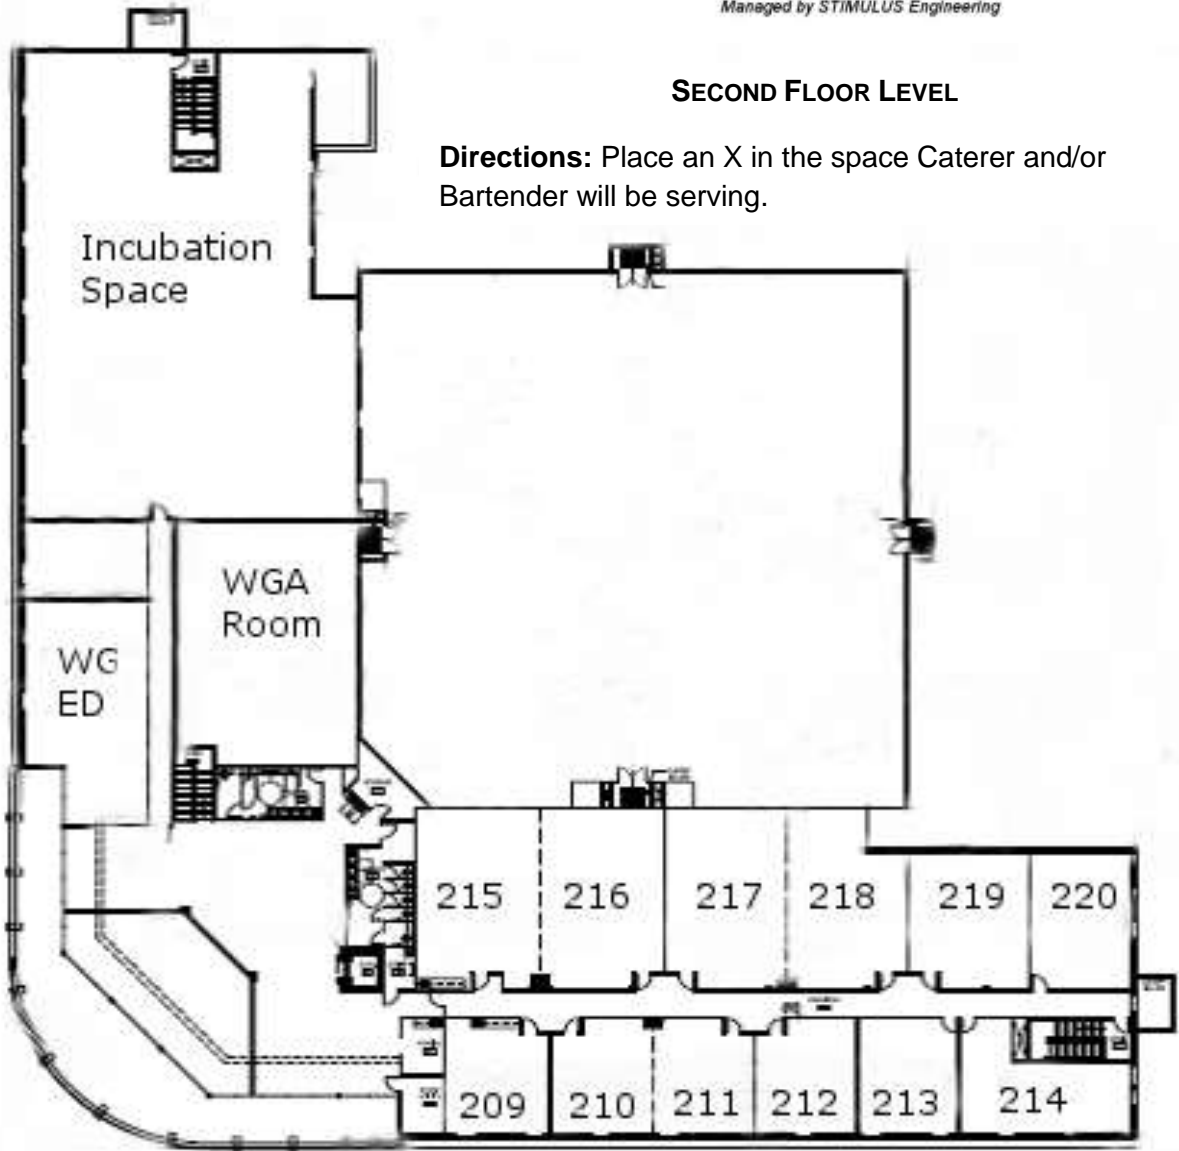 Managed by STIMULUS Engineering
SECOND FLOOR LEVEL
Directions: Place an X in the space Caterer and/or
Bartender will be serving.
Incubation
Space
WGA
Room
WG
ED
215 216 217 218 219 220
209 210 211 212 213 214